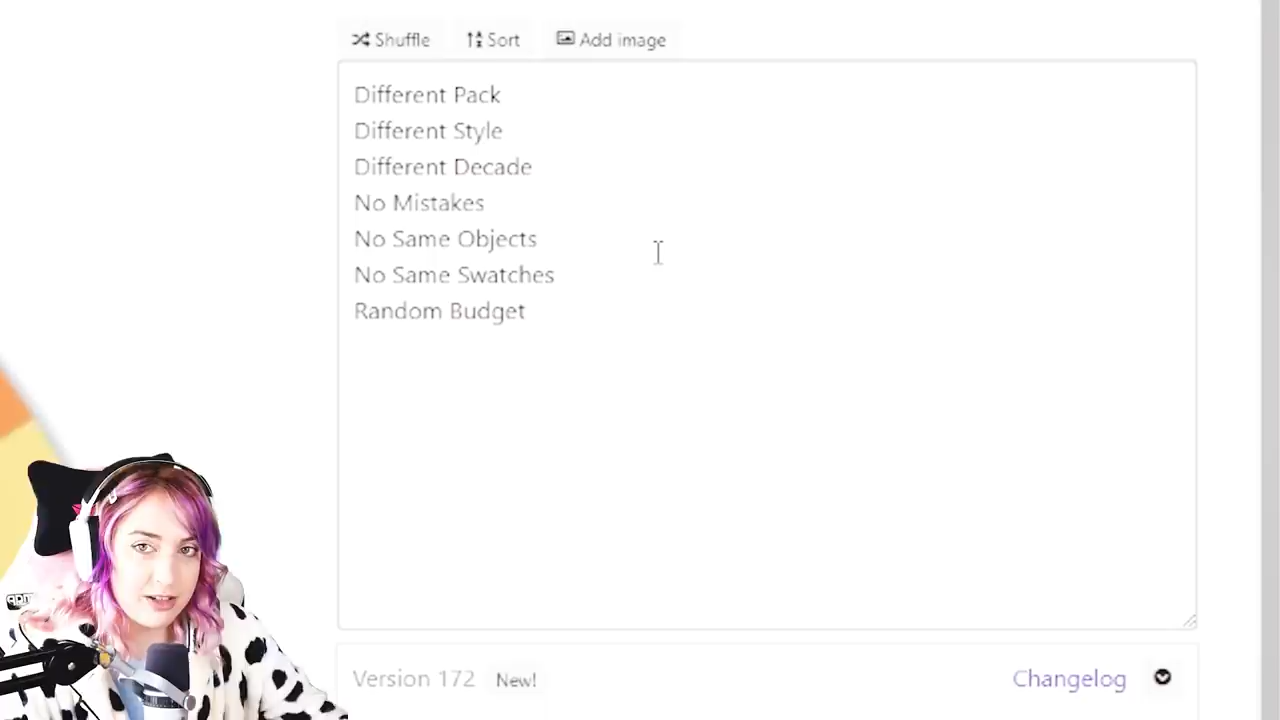 Shuffle
Sort
Add image
Different Pack
Different Style
Different Decade
No Mistakes
No Same Objects
No Same Swatches
Random Budget
Version 172
New!
Changelog